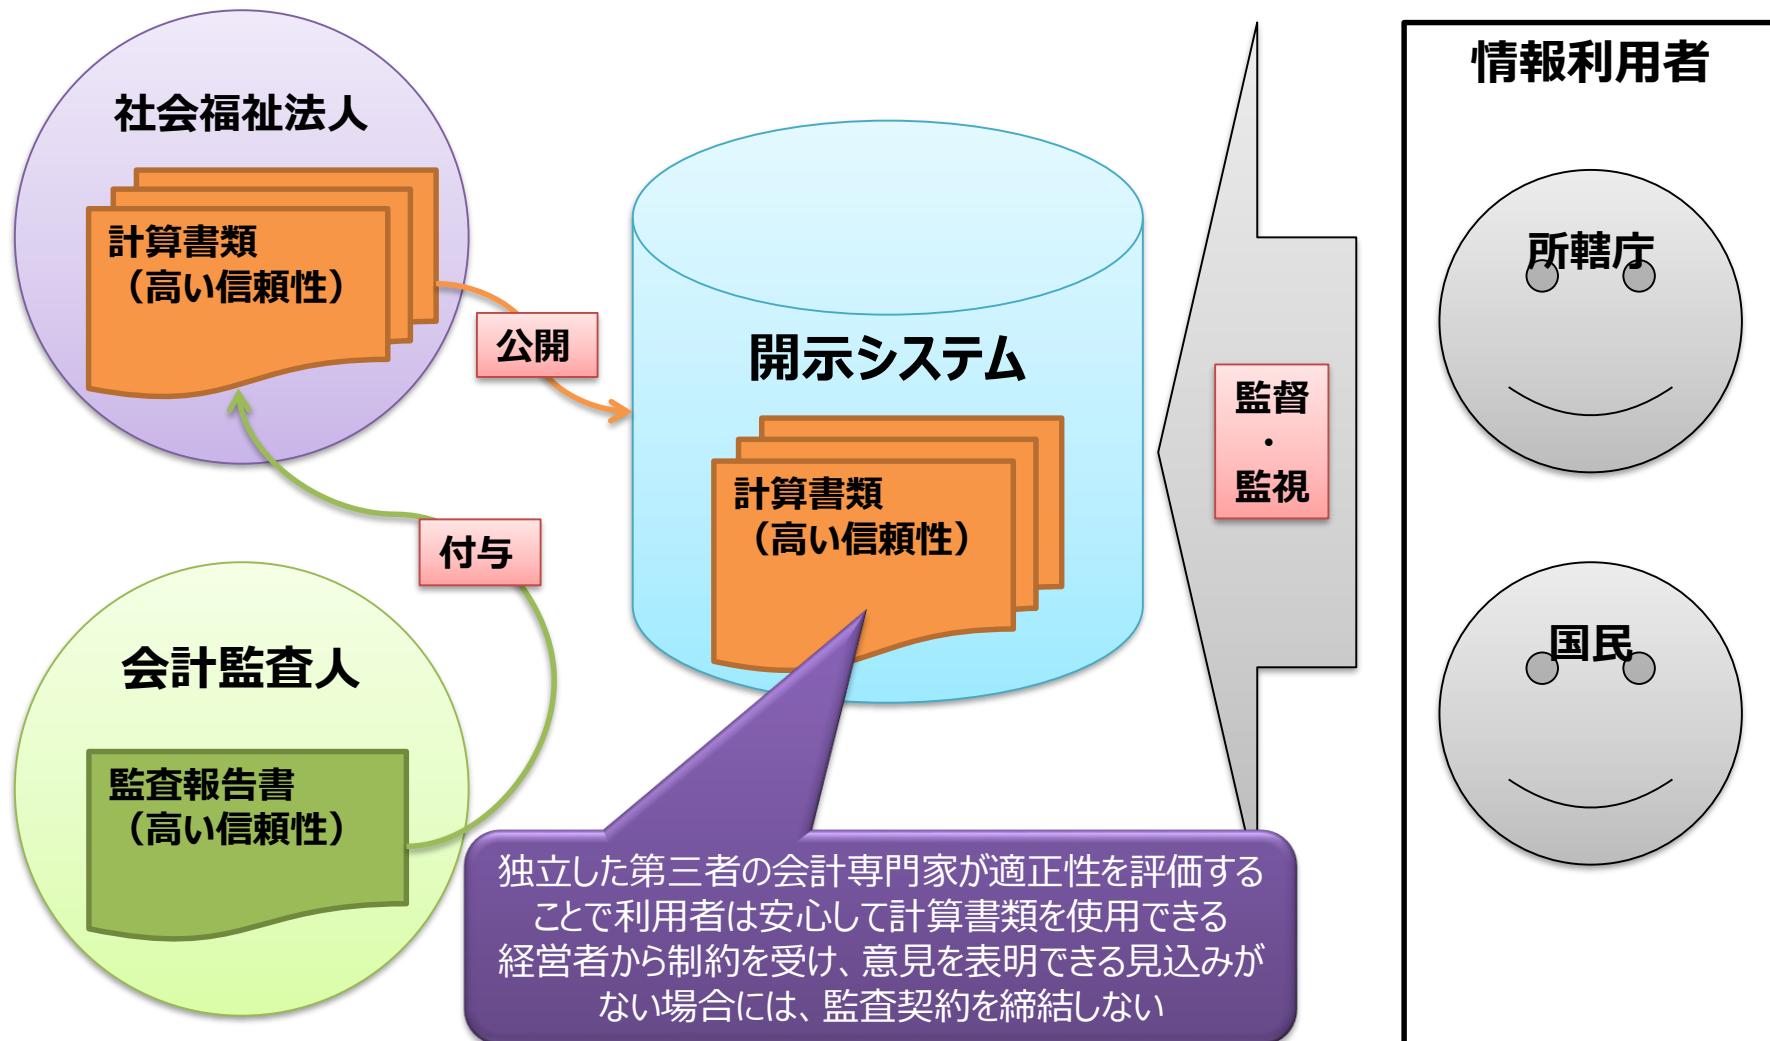 社会福祉法人
計算書類
（高い信頼性）
公開
付与
会計監査人
監査報告書
（高い信頼性）
開示システム
計算書類
（高い信頼性）
独立した第三者の会計専門家が適正性を評価する
ことで利用者は安心して計算書類を使用できる
経営者から制約を受け、意見を表明できる見込みが
ない場合には、監査契約を締結しない
監督
・
監視
情報利用者
所轄庁
国民